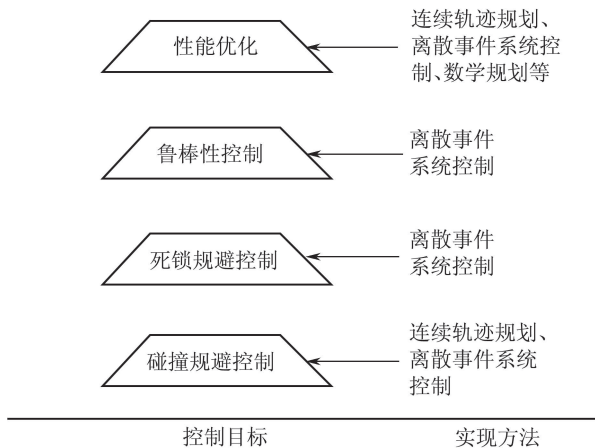 连续轨迹规划、
性能优化
离散事件系统控
制、数学规划等
鲁棒性控制
离散事件
系统控制
死锁规避控制
离散事件
系统控制
碰撞规避控制
连续轨迹规划、
离散事件系统
控制
控制目标
实现方法